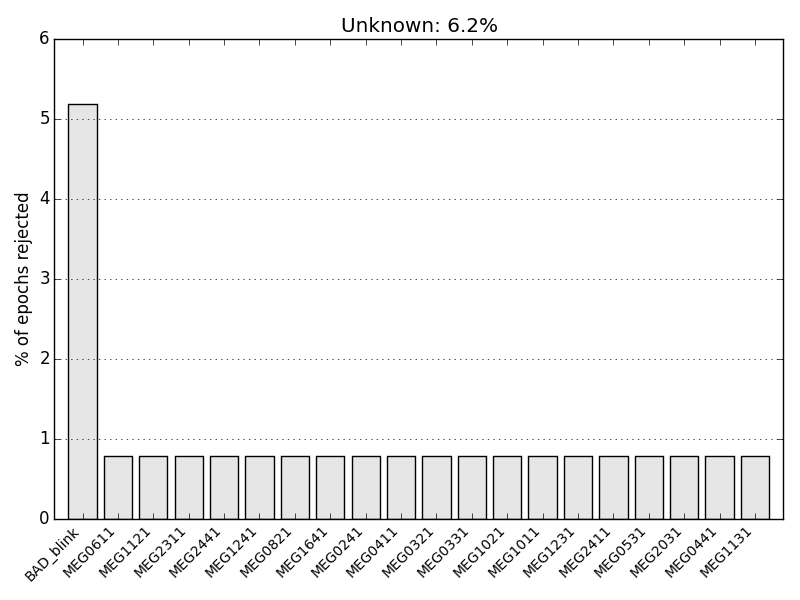 Unknown: 6.2%
6
5
4
3
2
1
0
% of epochs rejected
BAD_blink
MEG0611
MEG1121
MEG2311
MEG2441
MEG1241
MEG0821
MEG1641
MEG0241
MEG0411
MEG0321
MEG0331
MEG1021
MEG1011
MEG1231
MEG2411
MEG0531
MEG2031
MEG0441
MEG1131